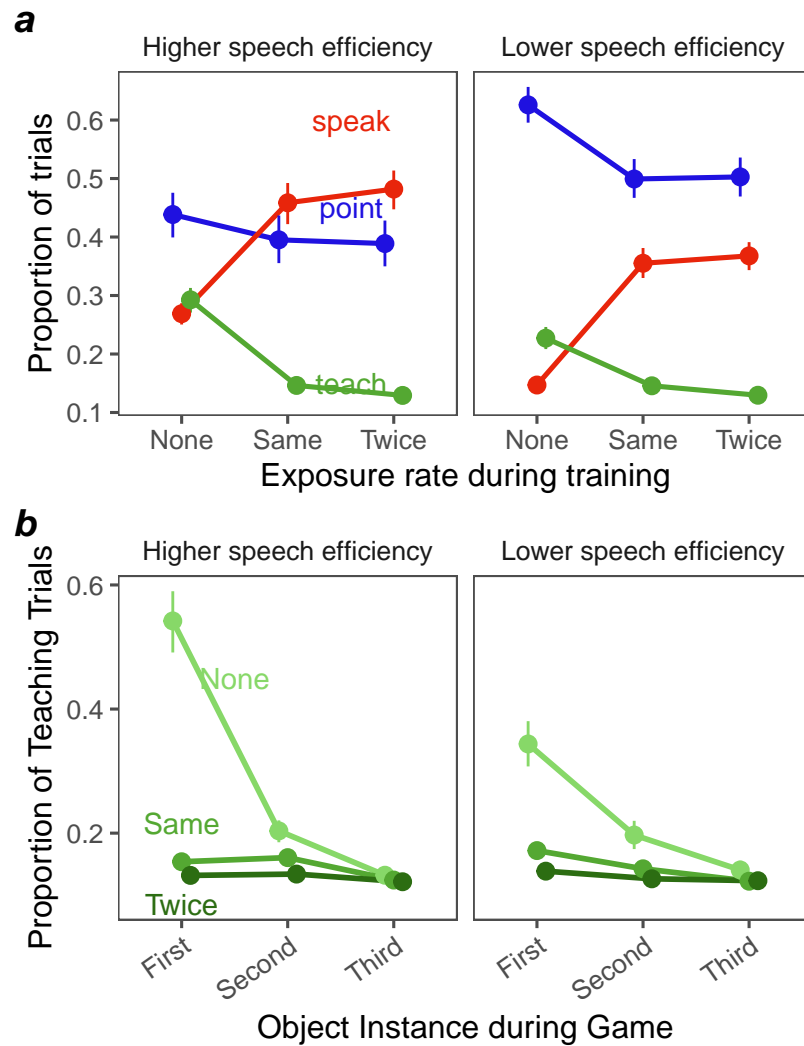 a
Higher speech efficiency
Lower speech efficiency
Proportion of trials
0.6
0.5
0.4
0.3
0.2
0.1
speak
point
teach
None
Same
Twice
None
Same
Twice
Exposure rate during training
b
Higher speech efficiency
Lower speech efficiency
Proportion of Teaching Trials
0.6
0.4
0.2
None
Same
Twice
First
Second
Third
First
Second
Third
Object Instance during Game